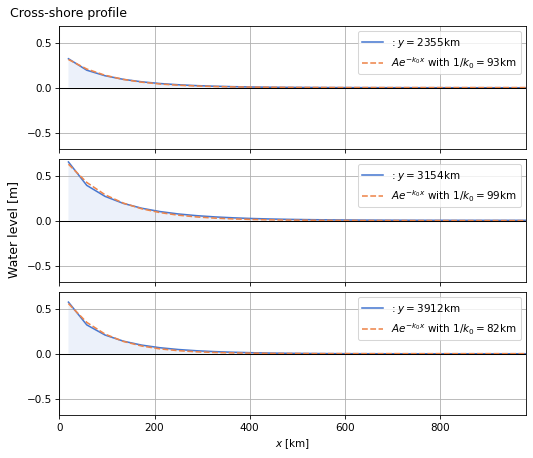 Cross-shore profile
Water level [m]
0.5
0.0
−0.5
: y = 2355km
Ae^{−k₀x} with 1/k₀ = 93km
0.5
0.0
−0.5
: y = 3154km
Ae^{−k₀x} with 1/k₀ = 99km
0.5
0.0
−0.5
: y = 3912km
Ae^{−k₀x} with 1/k₀ = 82km
0 200 400 600 800
x [km]